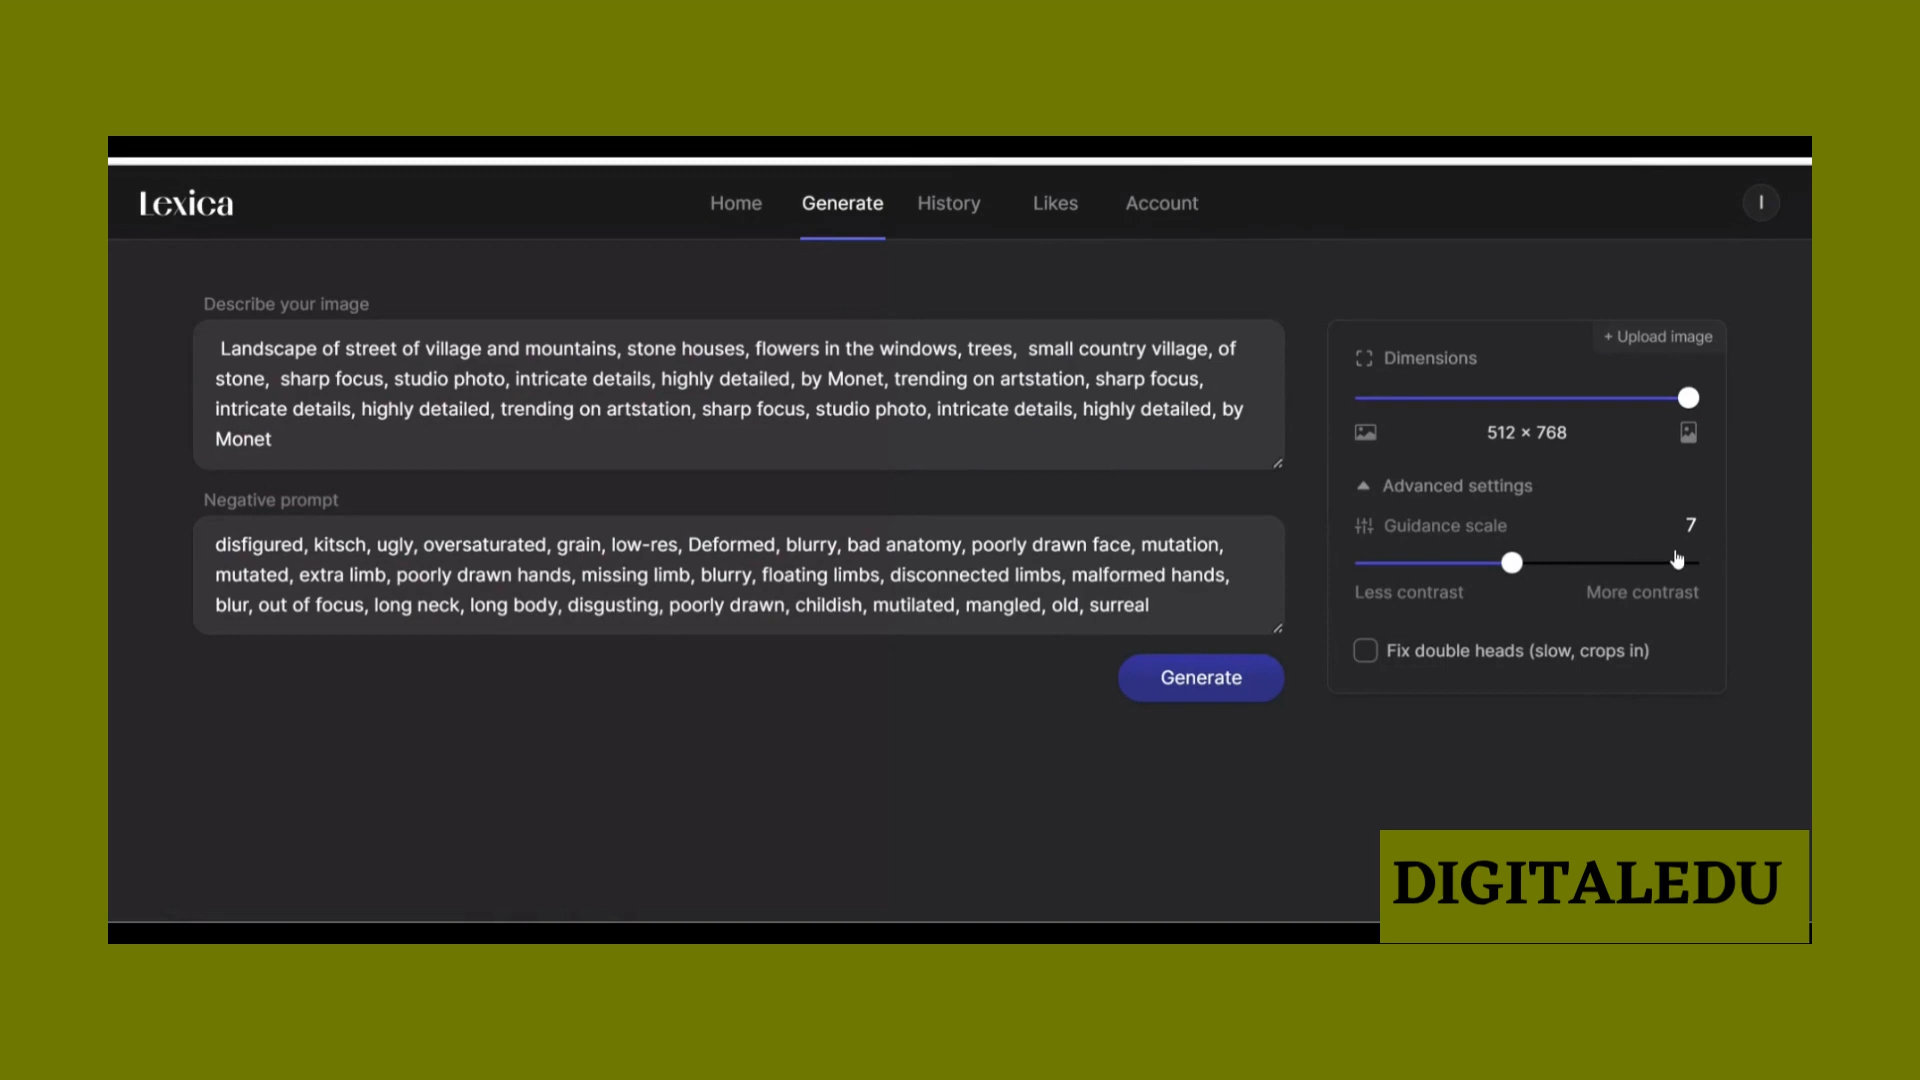 Lexica
Home
Generate
History
Likes
Account
I
Describe your image
Landscape of street of village and mountains, stone houses, flowers in the windows, trees, small country village, of
stone, sharp focus, studio photo, intricate details, highly detailed, by Monet, trending on artstation, sharp focus,
intricate details, highly detailed, trending on artstation, sharp focus, studio photo, intricate details, highly detailed, by
Monet
Negative prompt
disfigured, kitsch, ugly, oversaturated, grain, low-res, Deformed, blurry, bad anatomy, poorly drawn face, mutation,
mutated, extra limb, poorly drawn hands, missing limb, blurry, floating limbs, disconnected limbs, malformed hands,
blur, out of focus, long neck, long body, disgusting, poorly drawn, childish, mutilated, mangled, old, surreal
Generate
+ Upload image
Dimensions
512 × 768
Advanced settings
Guidance scale 7
Less contrast
More contrast
Fix double heads (slow, crops in)
DIGITALEDU